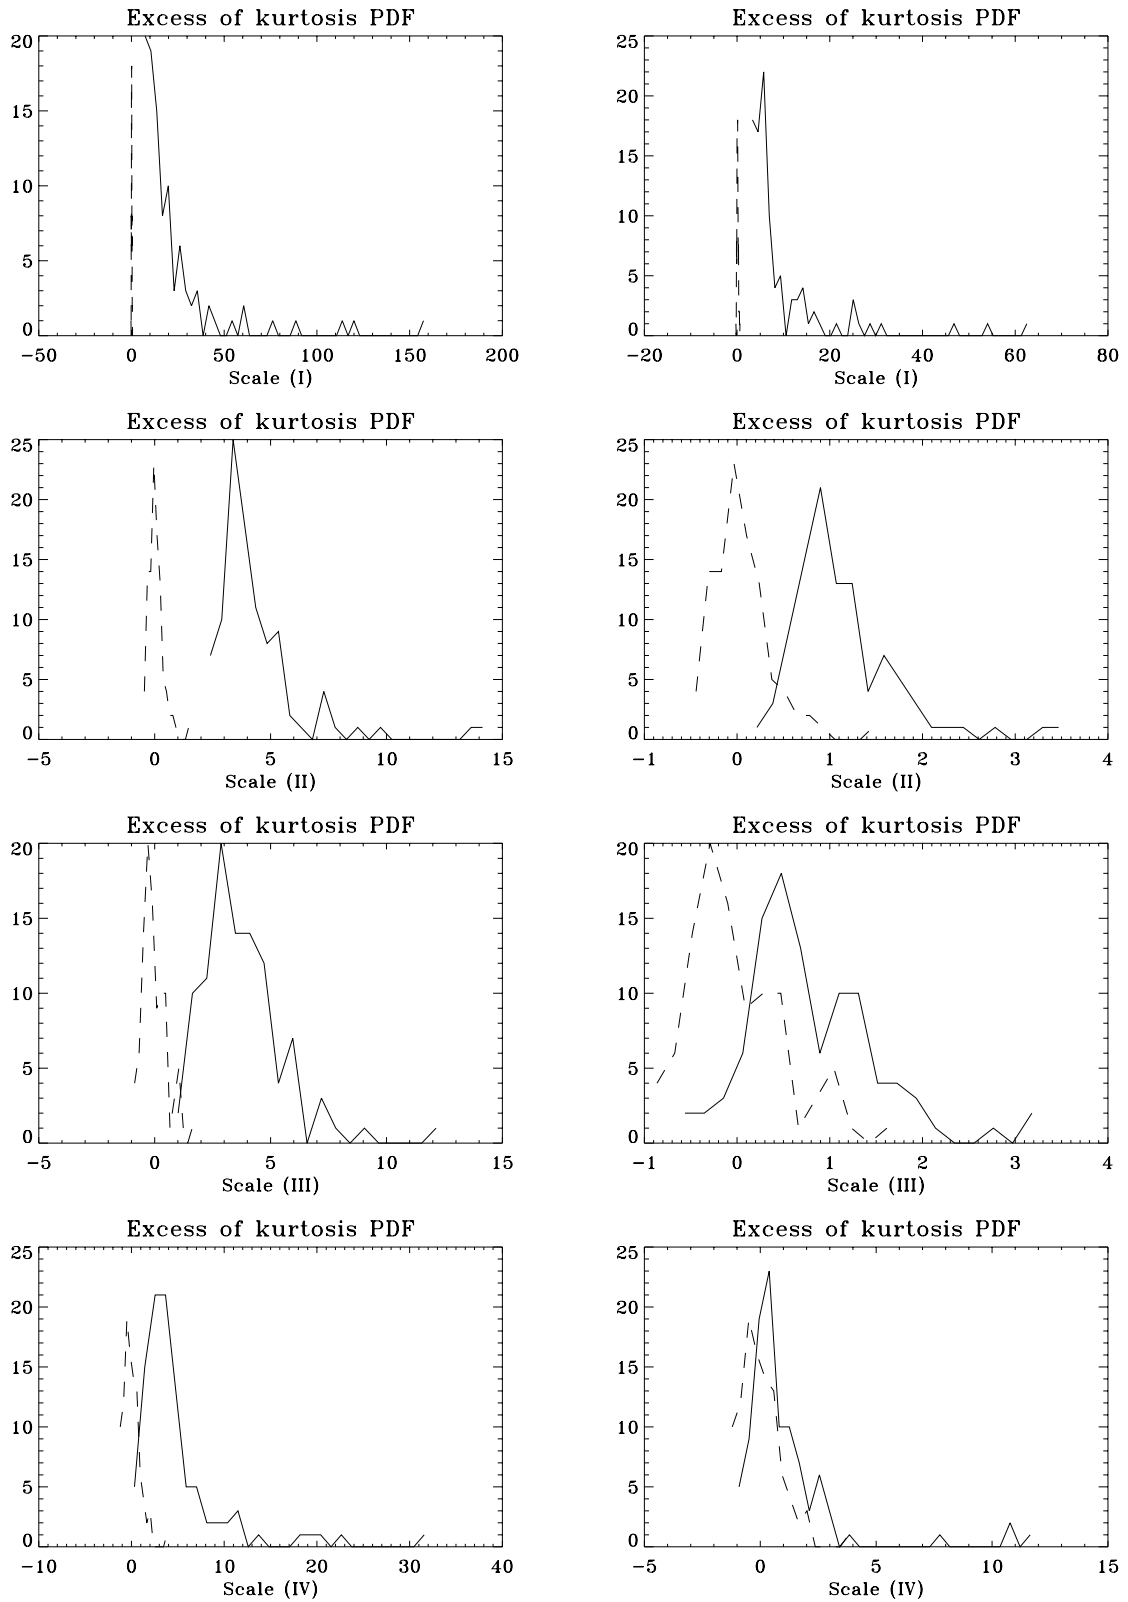 Excess of kurtosis PDF
20
15
10
5
0
−50 0 50 100 150 200
Scale (I)
Excess of kurtosis PDF
25
20
15
10
5
0
−20 0 20 40 60 80
Scale (I)
Excess of kurtosis PDF
25
20
15
10
5
0
−5 0 5 10 15
Scale (II)
Excess of kurtosis PDF
25
20
15
10
5
0
−1 0 1 2 3 4
Scale (II)
Excess of kurtosis PDF
20
15
10
5
0
−5 0 5 10 15
Scale (III)
Excess of kurtosis PDF
20
15
10
5
0
−1 0 1 2 3 4
Scale (III)
Excess of kurtosis PDF
25
20
15
10
5
0
−10 0 10 20 30 40
Scale (IV)
Excess of kurtosis PDF
25
20
15
10
5
0
−5 0 5 10 15
Scale (IV)